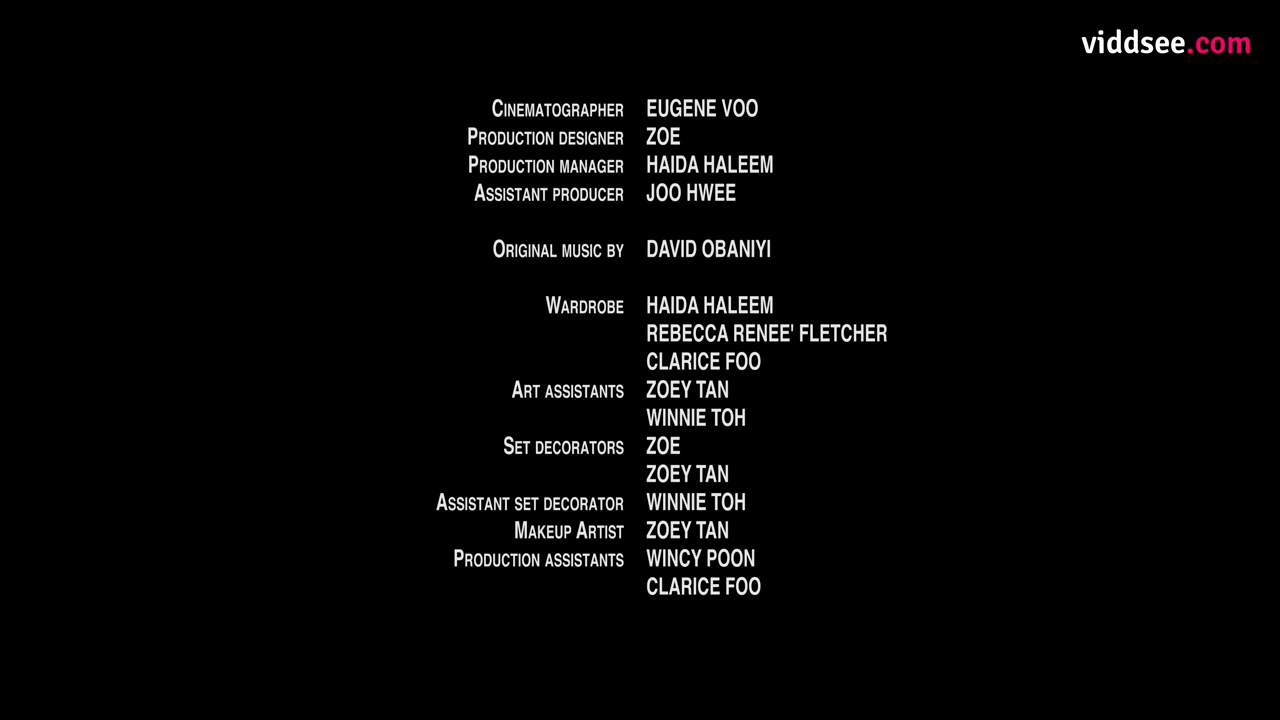 viddsee.com
Cinematographer EUGENE VOO
Production designer ZOE
Production manager HAIDA HALEEM
Assistant producer JOO HWEE
Original music by DAVID OBANIYI
Wardrobe HAIDA HALEEM
REBECCA RENEE' FLETCHER
CLARICE FOO
Art assistants ZOEY TAN
WINNIE TOH
Set decorators ZOE
ZOEY TAN
Assistant set decorator WINNIE TOH
Makeup Artist ZOEY TAN
Production assistants WINCY POON
CLARICE FOO